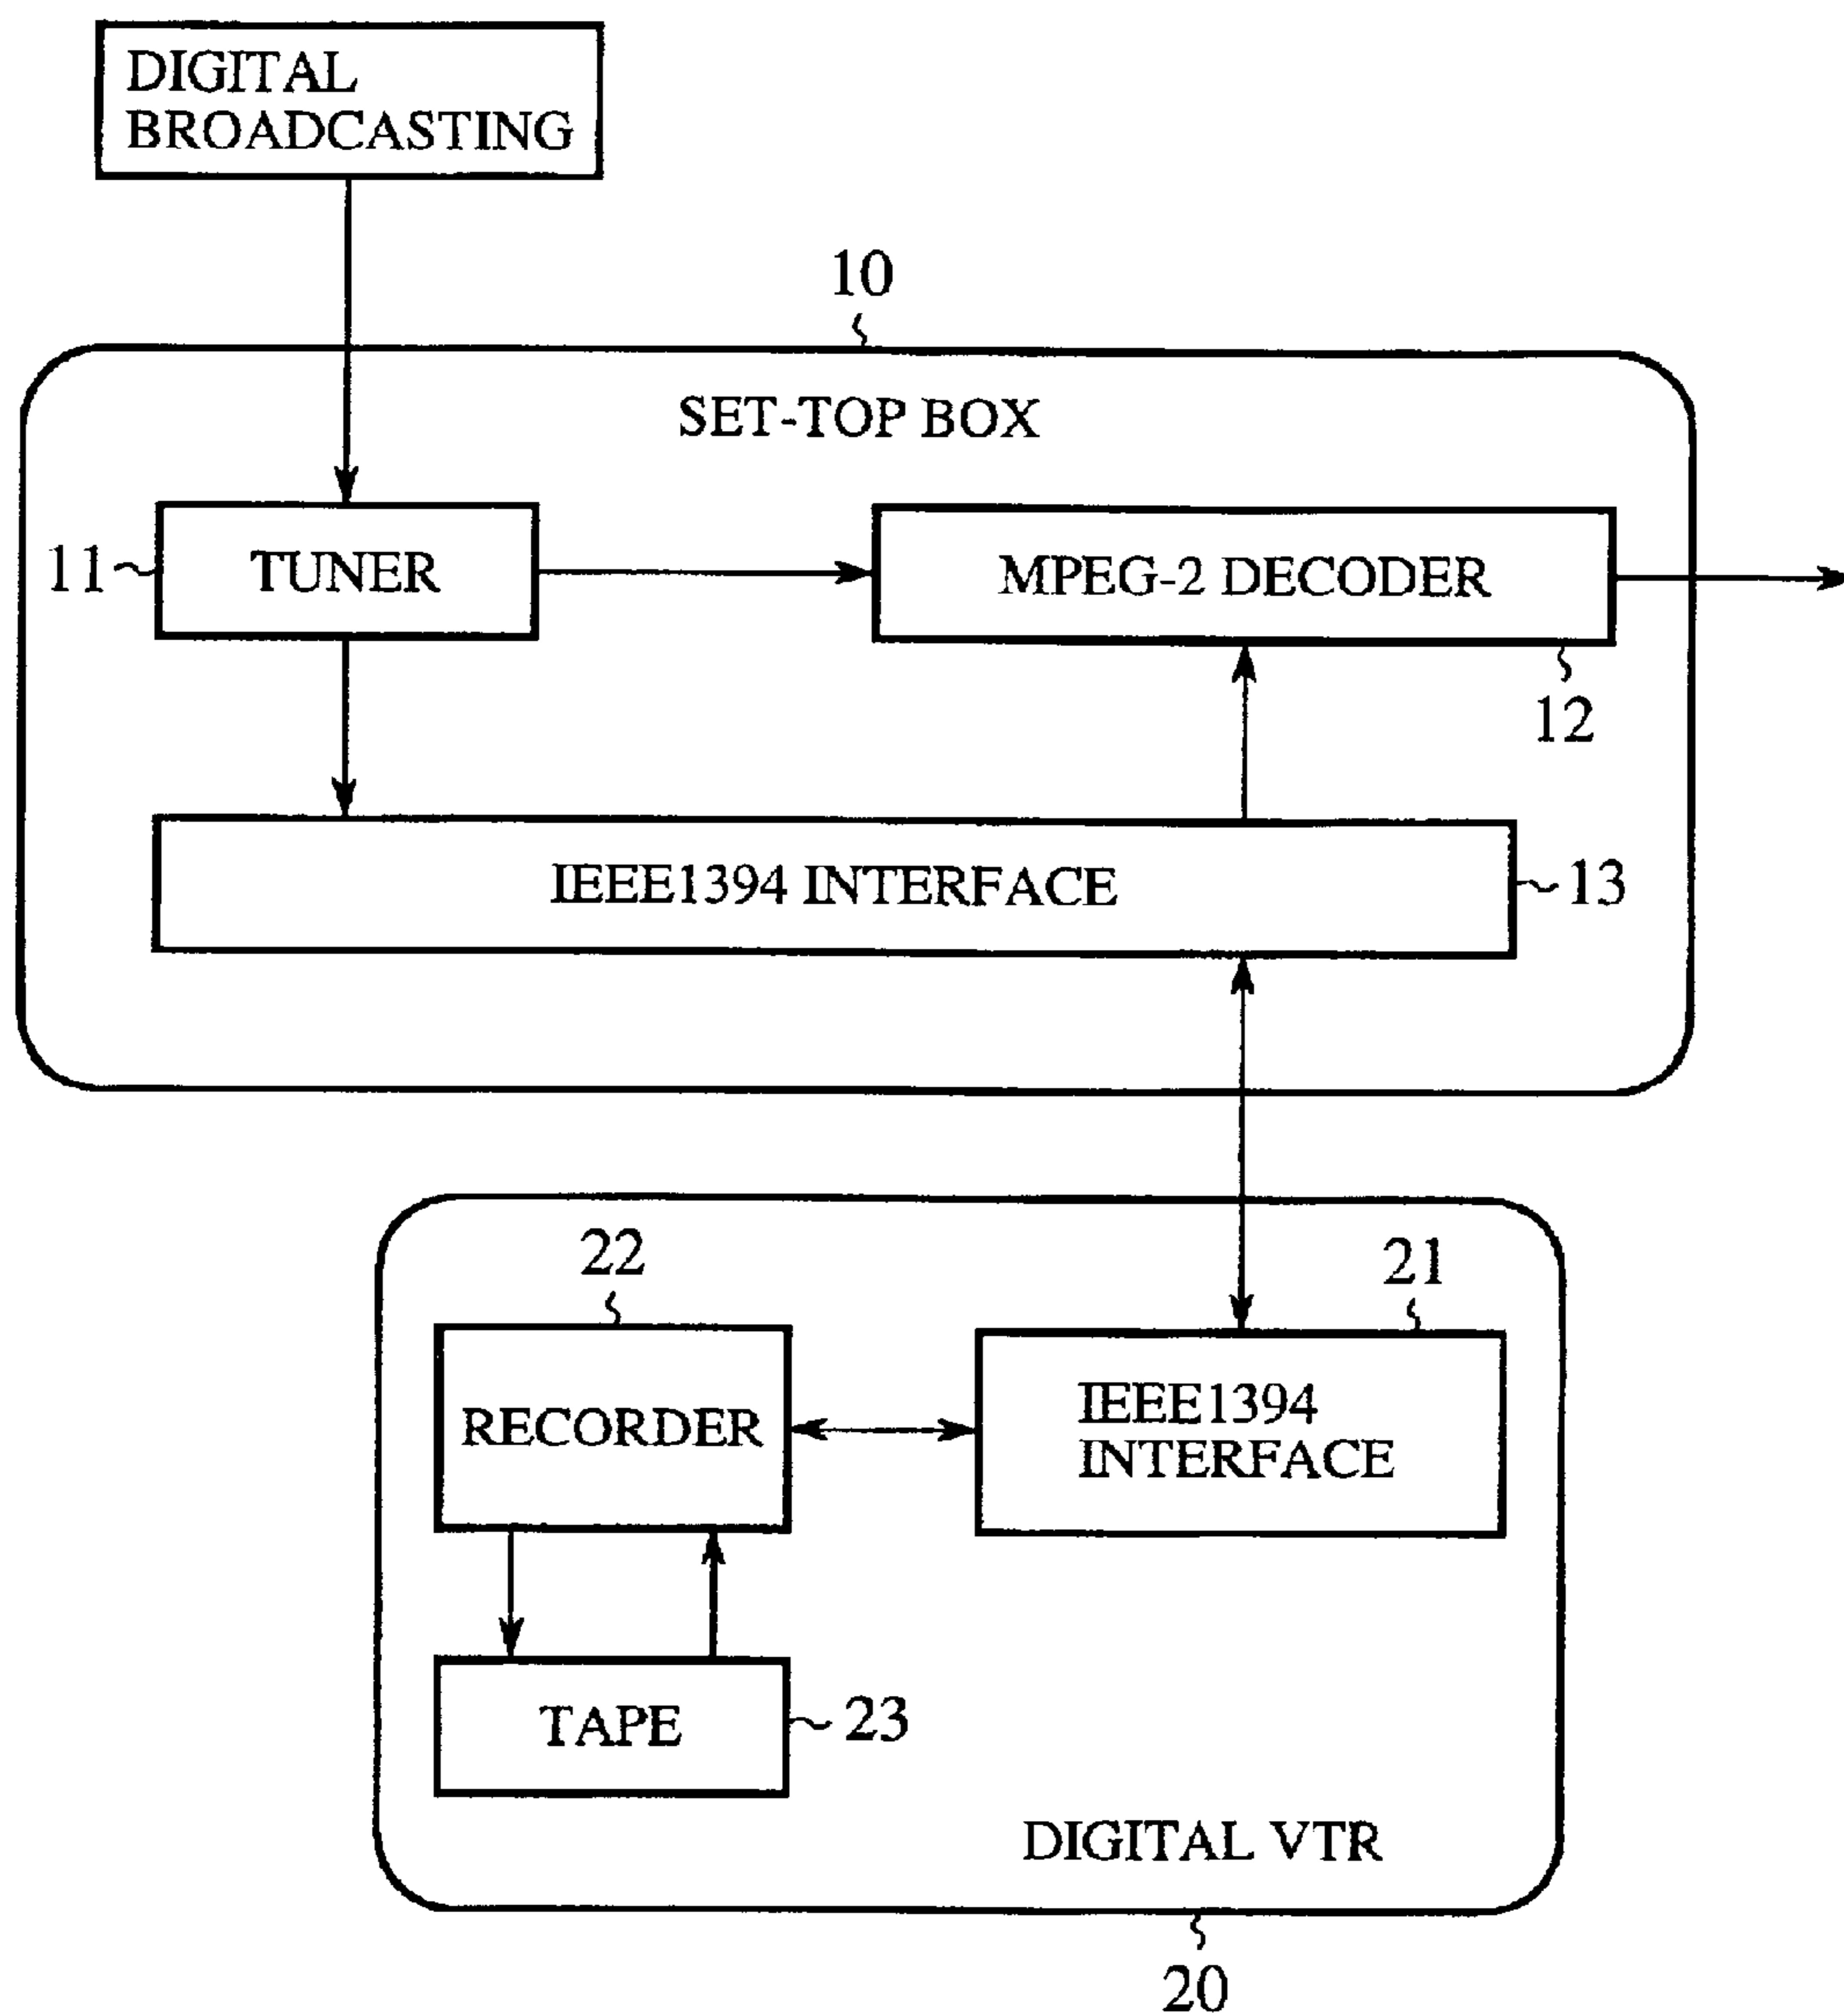 DIGITAL
BROADCASTING
10
SET-TOP BOX
11
TUNER
MPEG-2 DECODER
12
IEEE1394 INTERFACE
13
22
21
RECORDER
IEEE1394
INTERFACE
TAPE
23
DIGITAL VTR
20